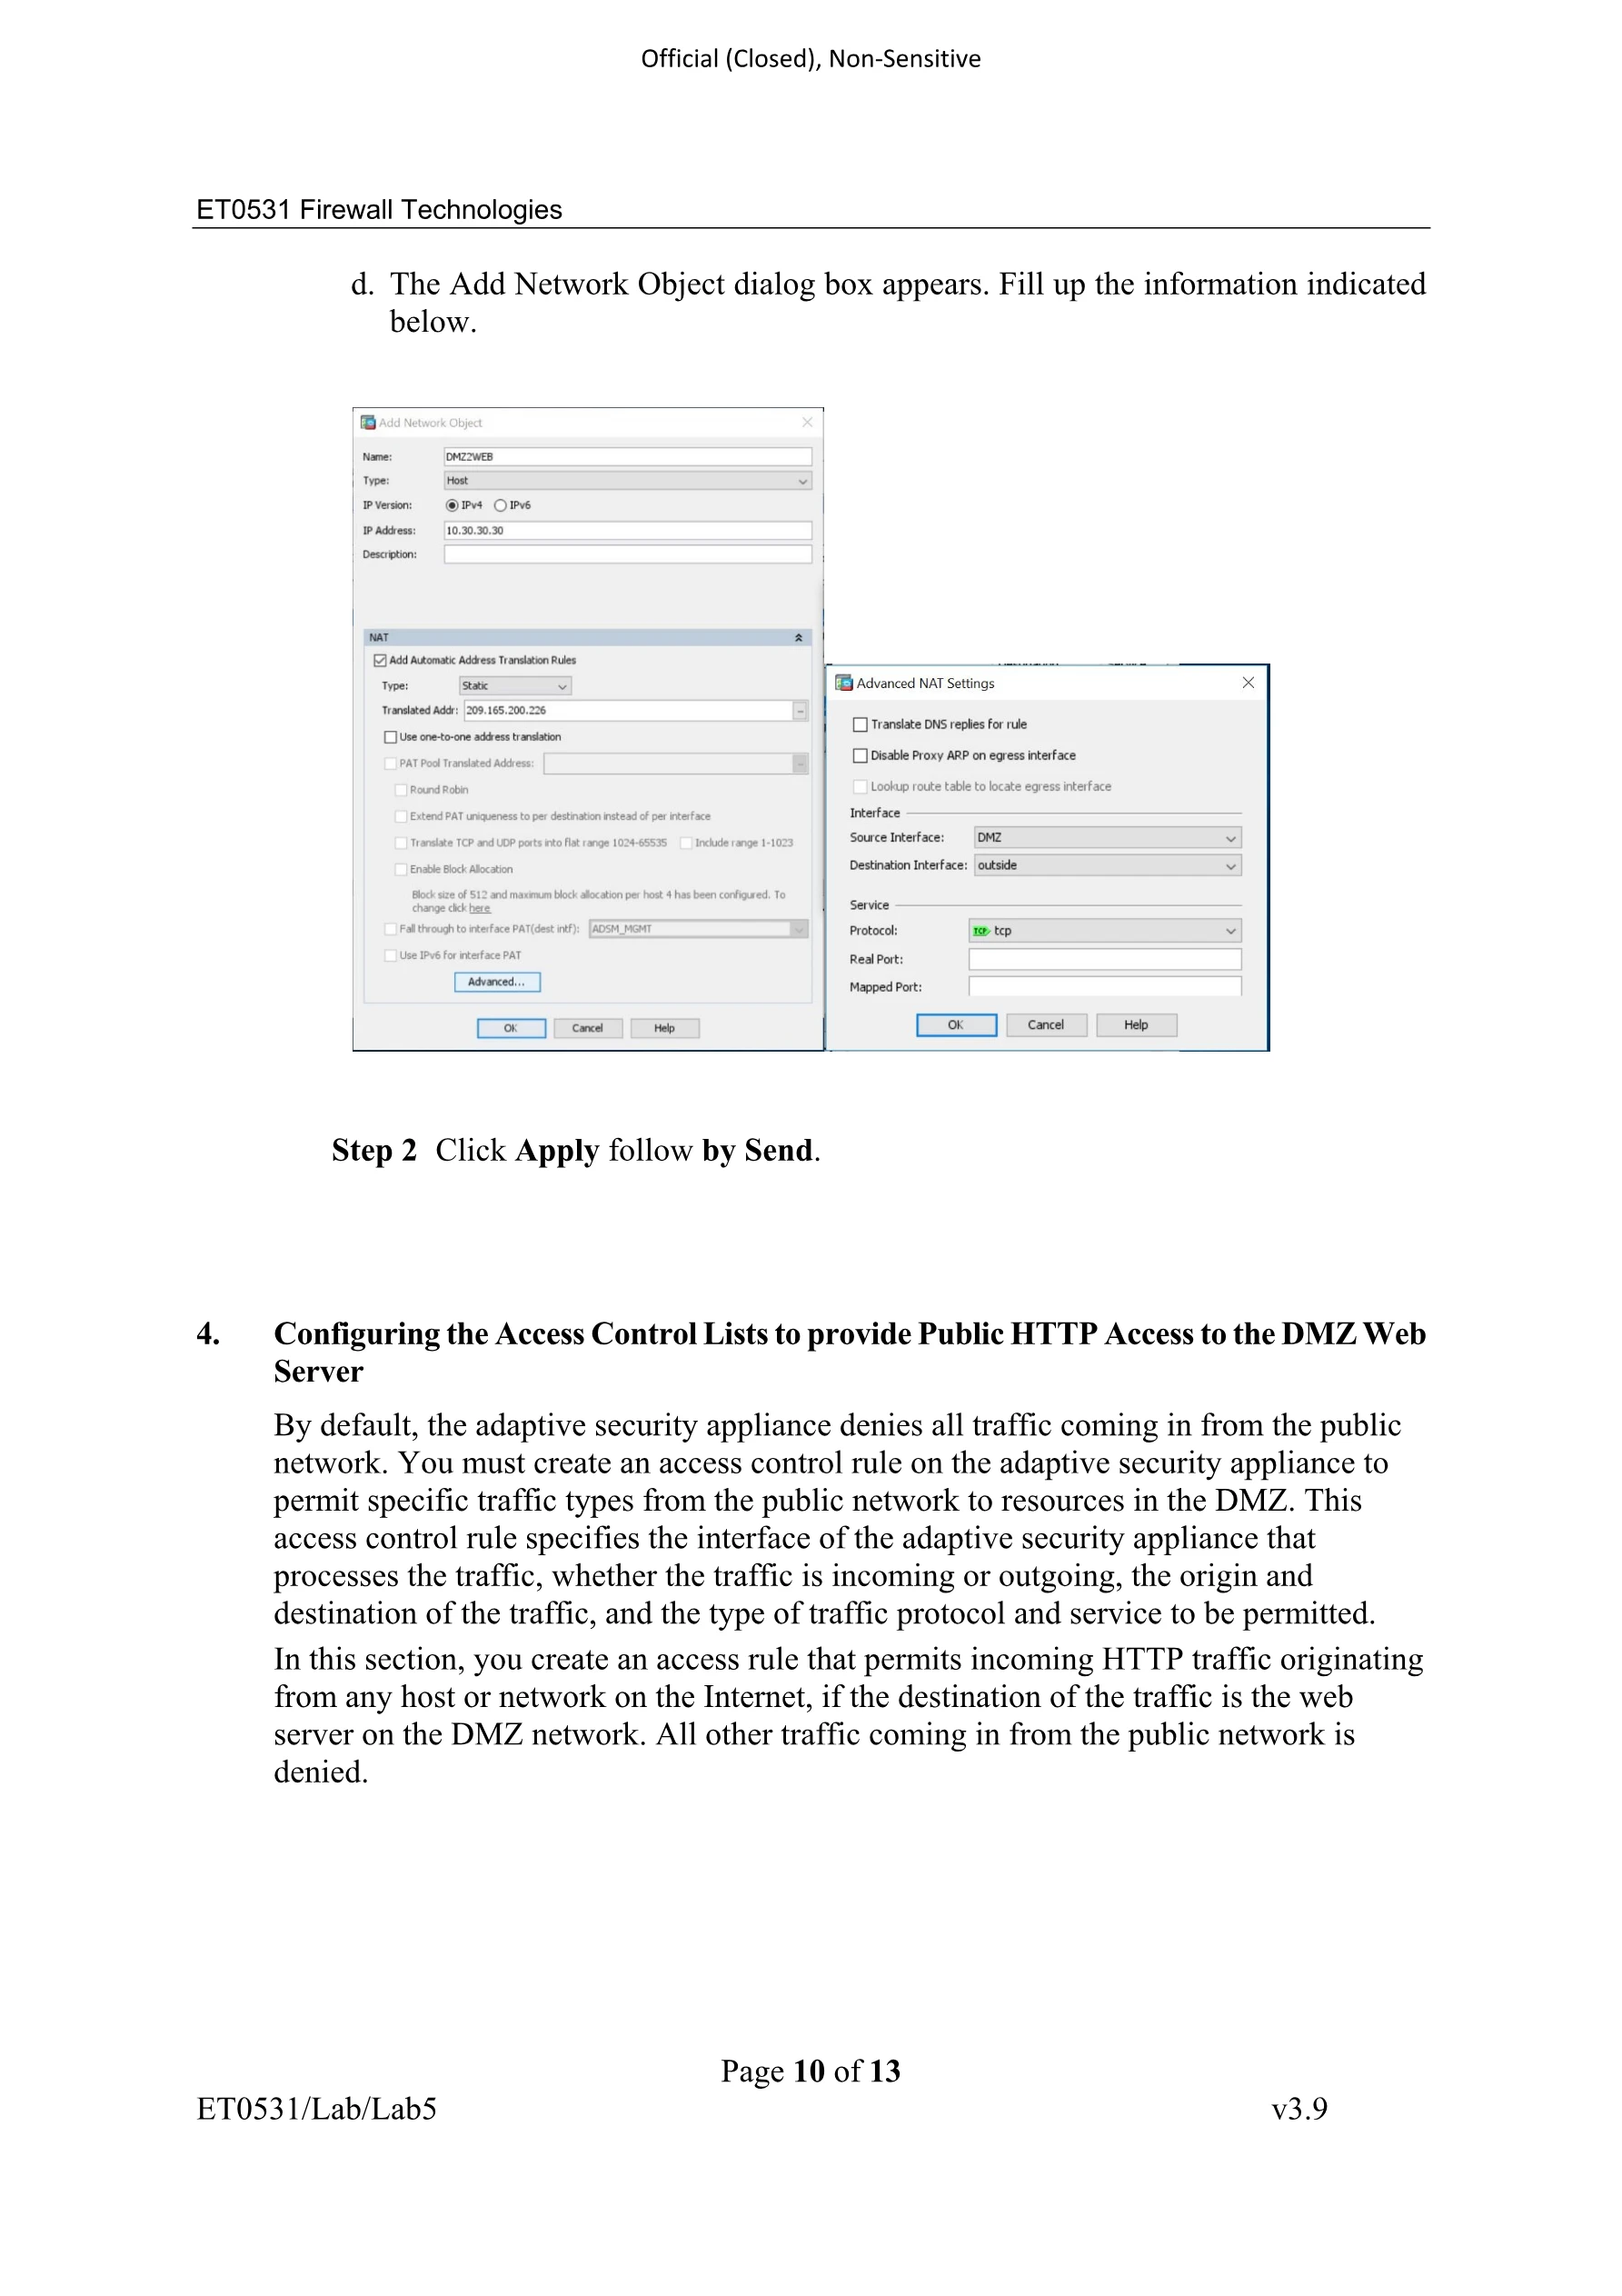 Official (Closed), Non-Sensitive
ET0531 Firewall Technologies
d. The Add Network Object dialog box appears. Fill up the information indicated
below.
Add Network Object
Name: DMZ2WEB
Type: Host
IP Version: IPv4 IPv6
IP Address: 10.30.30.30
Description:
NAT
Add Automatic Address Translation Rules
Type: Static
Translated Addr: 209.165.200.226
Use one-to-one address translation
PAT Pool Translated Address:
Round Robin
Extend PAT uniqueness to per destination instead of per interface
Translate TCP and UDP ports into flat range 1024-65535 Include range 1-1023
Enable Block Allocation
Block size of 512 and maximum block allocation per host 4 has been configured. To
change click here
Fall through to interface PAT(dest intf): ADSM_MGMT
Use IPv6 for interface PAT
Advanced...
OK Cancel Help
Advanced NAT Settings
Translate DNS replies for rule
Disable Proxy ARP on egress interface
Lookup route table to locate egress interface
Interface
Source Interface: DMZ
Destination Interface: outside
Service
Protocol: TCP tcp
Real Port:
Mapped Port:
OK Cancel Help
Step 2 Click Apply follow by Send.
4. Configuring the Access Control Lists to provide Public HTTP Access to the DMZ Web
Server
By default, the adaptive security appliance denies all traffic coming in from the public
network. You must create an access control rule on the adaptive security appliance to
permit specific traffic types from the public network to resources in the DMZ. This
access control rule specifies the interface of the adaptive security appliance that
processes the traffic, whether the traffic is incoming or outgoing, the origin and
destination of the traffic, and the type of traffic protocol and service to be permitted.
In this section, you create an access rule that permits incoming HTTP traffic originating
from any host or network on the Internet, if the destination of the traffic is the web
server on the DMZ network. All other traffic coming in from the public network is
denied.
Page 10 of 13
ET0531/Lab/Lab5 v3.9